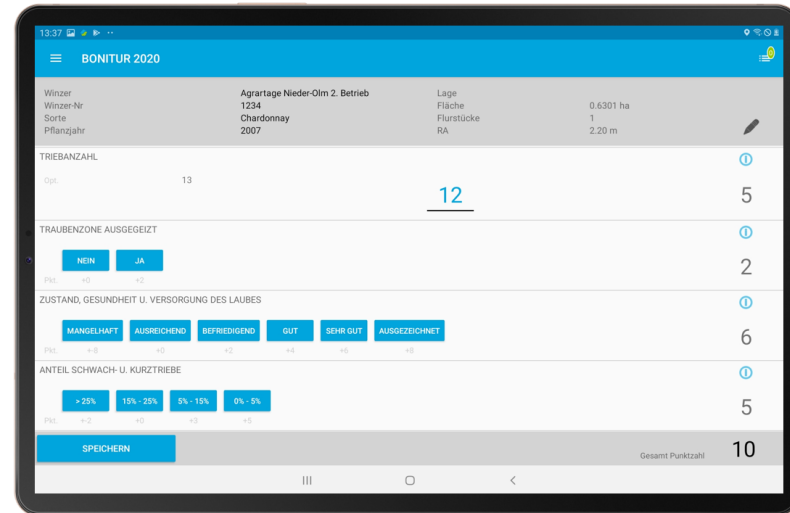 13:37
BONITUR 2020
0
Winzer Agrartage Nieder-Olm 2. Betrieb Lage
Winzer-Nr 1234 Fläche 0.6301 ha
Sorte Chardonnay Flurstücke 1
Pflanzjahr 2007 RA 2.20 m
TRIEBANZAHL
Opt. 13 12 5
TRAUBENZONE AUSGEGEIZT
NEIN JA 2
Pkt. +0 +2
ZUSTAND, GESUNDHEIT U. VERSORGUNG DES LAUBES
MANGELHAFT AUSREICHEND BEFRIEDIGEND GUT SEHR GUT AUSGEZEICHNET 6
Pkt. +-8 +0 +2 +4 +6 +8
ANTEIL SCHWACH- U. KURZTRIEBE
> 25% 15% - 25% 5% - 15% 0% - 5% 5
Pkt. +-2 +0 +3 +5
SPEICHERN Gesamt Punktzahl 10